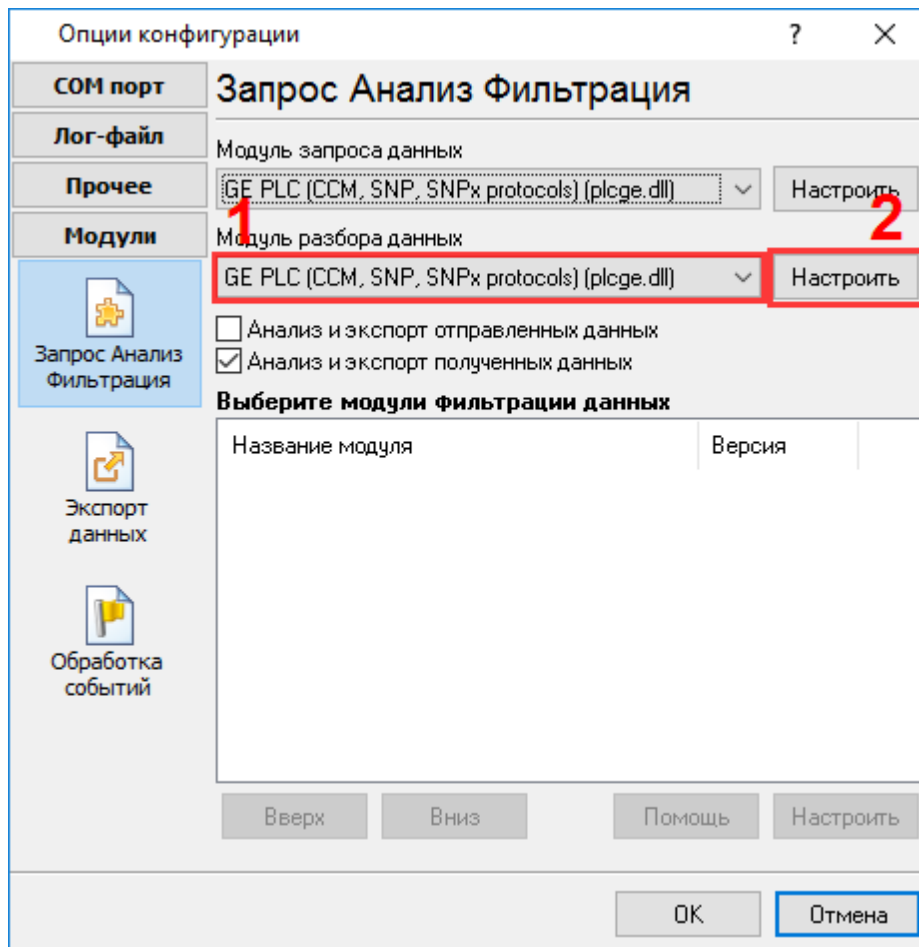 Опции конфигурации
?
COM порт
Лог-файл
Прочее
Модули
Запрос Анализ
Фильтрация
Экспорт
данных
Обработка
событий
Запрос Анализ Фильтрация
Модуль запроса данных
GE PLC (CCM, SNP, SNPx protocols) (plcge.dll)
Настроить
1
2
Модуль разбора данных
GE PLC (CCM, SNP, SNPx protocols) (plcge.dll)
Настроить
Анализ и экспорт отправленных данных
Анализ и экспорт полученных данных
Выберите модули фильтрации данных
Название модуля Версия
Вверх Вниз Помощь Настроить
OK Отмена